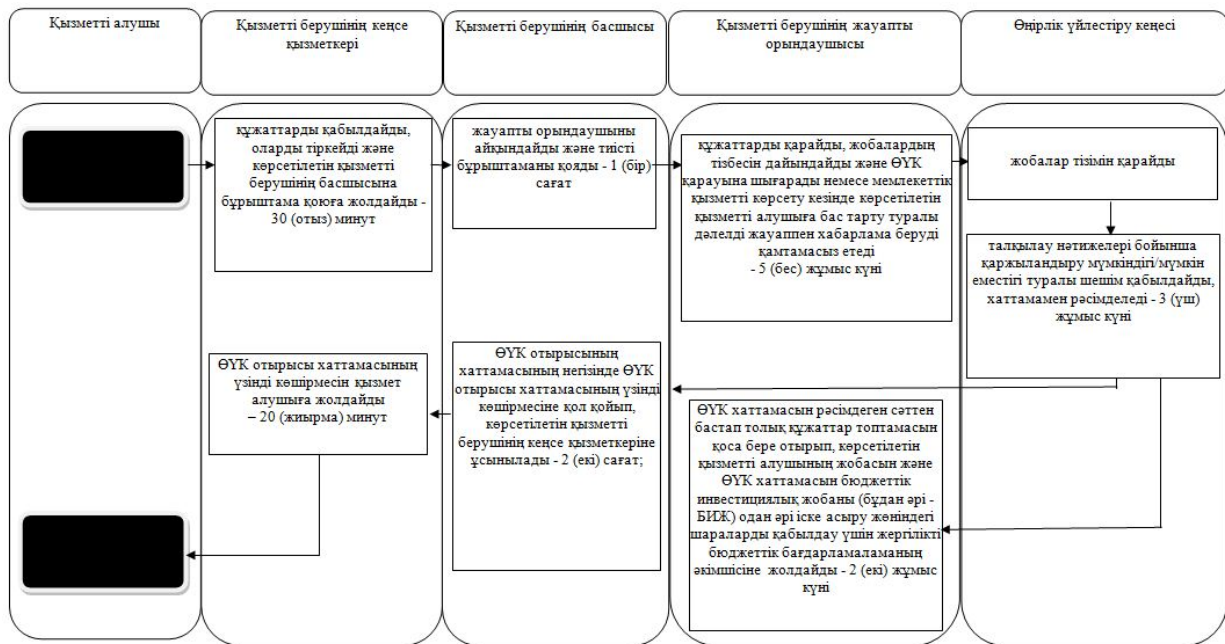 Қызметті алушы
Қызметті берушінің кеңсе
қызметкері
Қызметті берушінің басшысы
Қызметті берушінің жауапты
орындаушысы
Өңірлік үйлестіру кеңесі
құжаттарды қабылдайды,
оларды тіркейді және
көрсетілетін қызметті
берушінің басшысына
бұрыштама қоюға жолдайды -
30 (отыз) минут
жауапты орындаушыны
айқындайды және тиісті
бұрыштаманы қояды - 1 (бір)
сағат
құжаттарды қарайды, жобалардың
тізбесін дайындайды және ӨҮК
қарауына шығарады немесе мемлекеттік
қызметті көрсету кезінде көрсетілетін
қызметті алушыға бас тарту туралы
дәлелді жауаппен хабарлама беруді
қамтамасыз етеді
- 5 (бес) жұмыс күні
жобалар тізімін қарайды
талқылау нәтижелері бойынша
қаржыландыру мүмкіндігі/мүмкін
еместігі туралы шешім қабылдайды,
хаттамамен рәсімделеді - 3 (үш)
жұмыс күні
ӨҮК отырысы хаттамасының
үзінді көшірмесін қызмет
алушыға жолдайды
– 20 (жиырма) минут
ӨҮК отырысының
хаттамасының негізінде ӨҮК
отырысы хаттамасының үзінді
көшірмесіне қол қойып,
көрсетілетін қызметті
берушінің кеңсе қызметкеріне
ұсынылады - 2 (екі) сағат;
ӨҮК хаттамасын рәсімдеген сәттен
бастап толық құжаттар топтамасын
қоса бере отырып, көрсетілетін
қызметті алушының жобасын және
ӨҮК хаттамасын бюджеттік
инвестициялық жобаны (бұдан әрі -
БИЖ) одан әрі іске асыру жөніндегі
шараларды қабылдау үшін жергілікті
бюджеттік бағдарламаламаның
әкімшісіне жолдайды - 2 (екі) жұмыс
күні